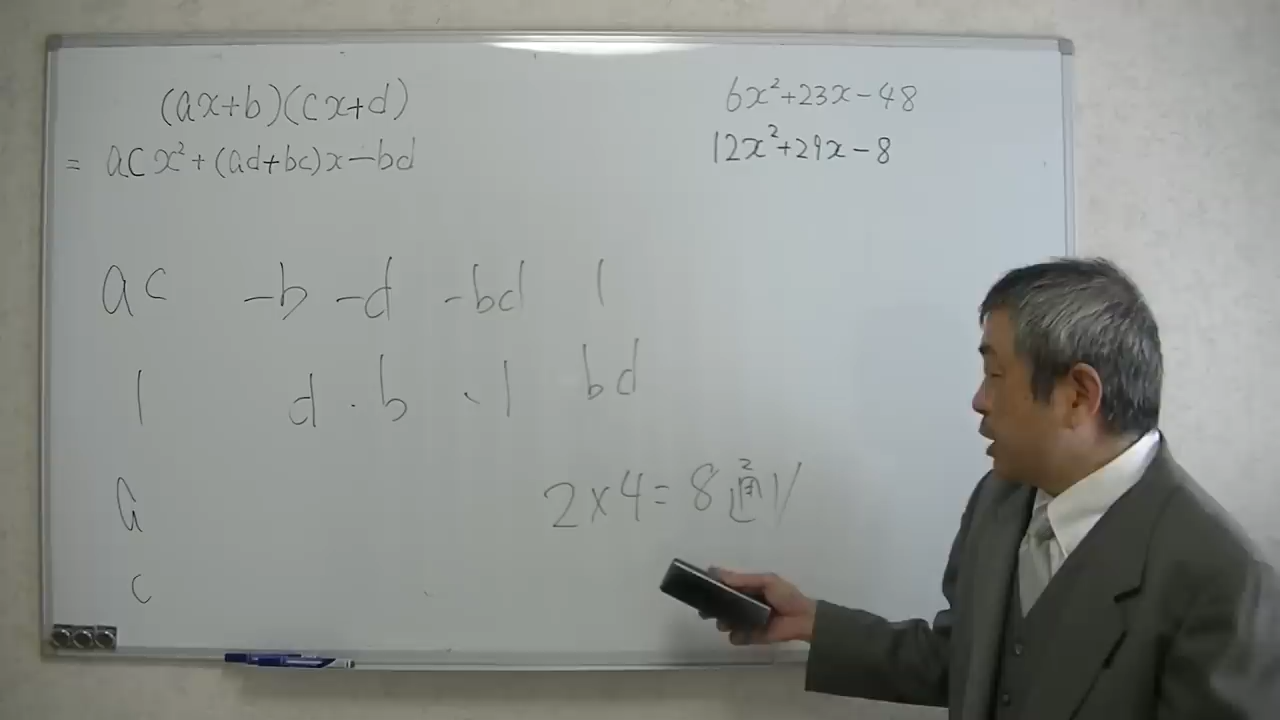 (ax+b)(cx+d)
= acx²+(ad+bc)x-bd
6x²+23x-48
12x²+29x-8
ac -b -d -bd 1
1 d . b . 1 bd
a
c
2×4=8通り